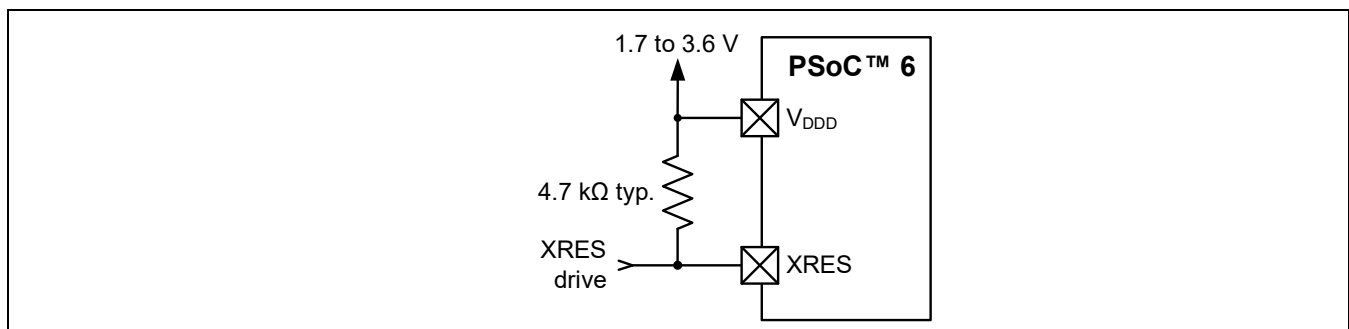 1.7 to 3.6 V
PSoC™ 6
VDDD
4.7 kΩ typ.
XRES
drive
XRES